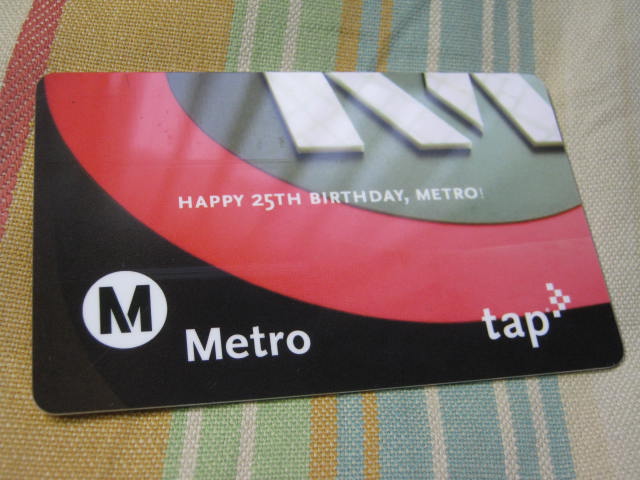 HAPPY 25TH BIRTHDAY, METRO!
M Metro
tap